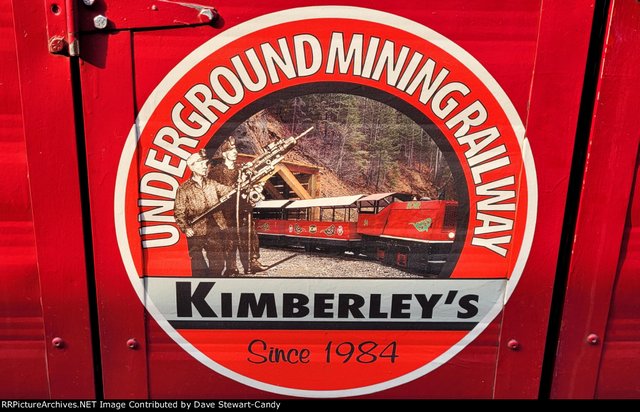 UNDERGROUND MINING RAILWAY
KIMBERLEY'S
Since 1984
RRPictureArchives.NET Image Contributed by Dave Stewart-Candy